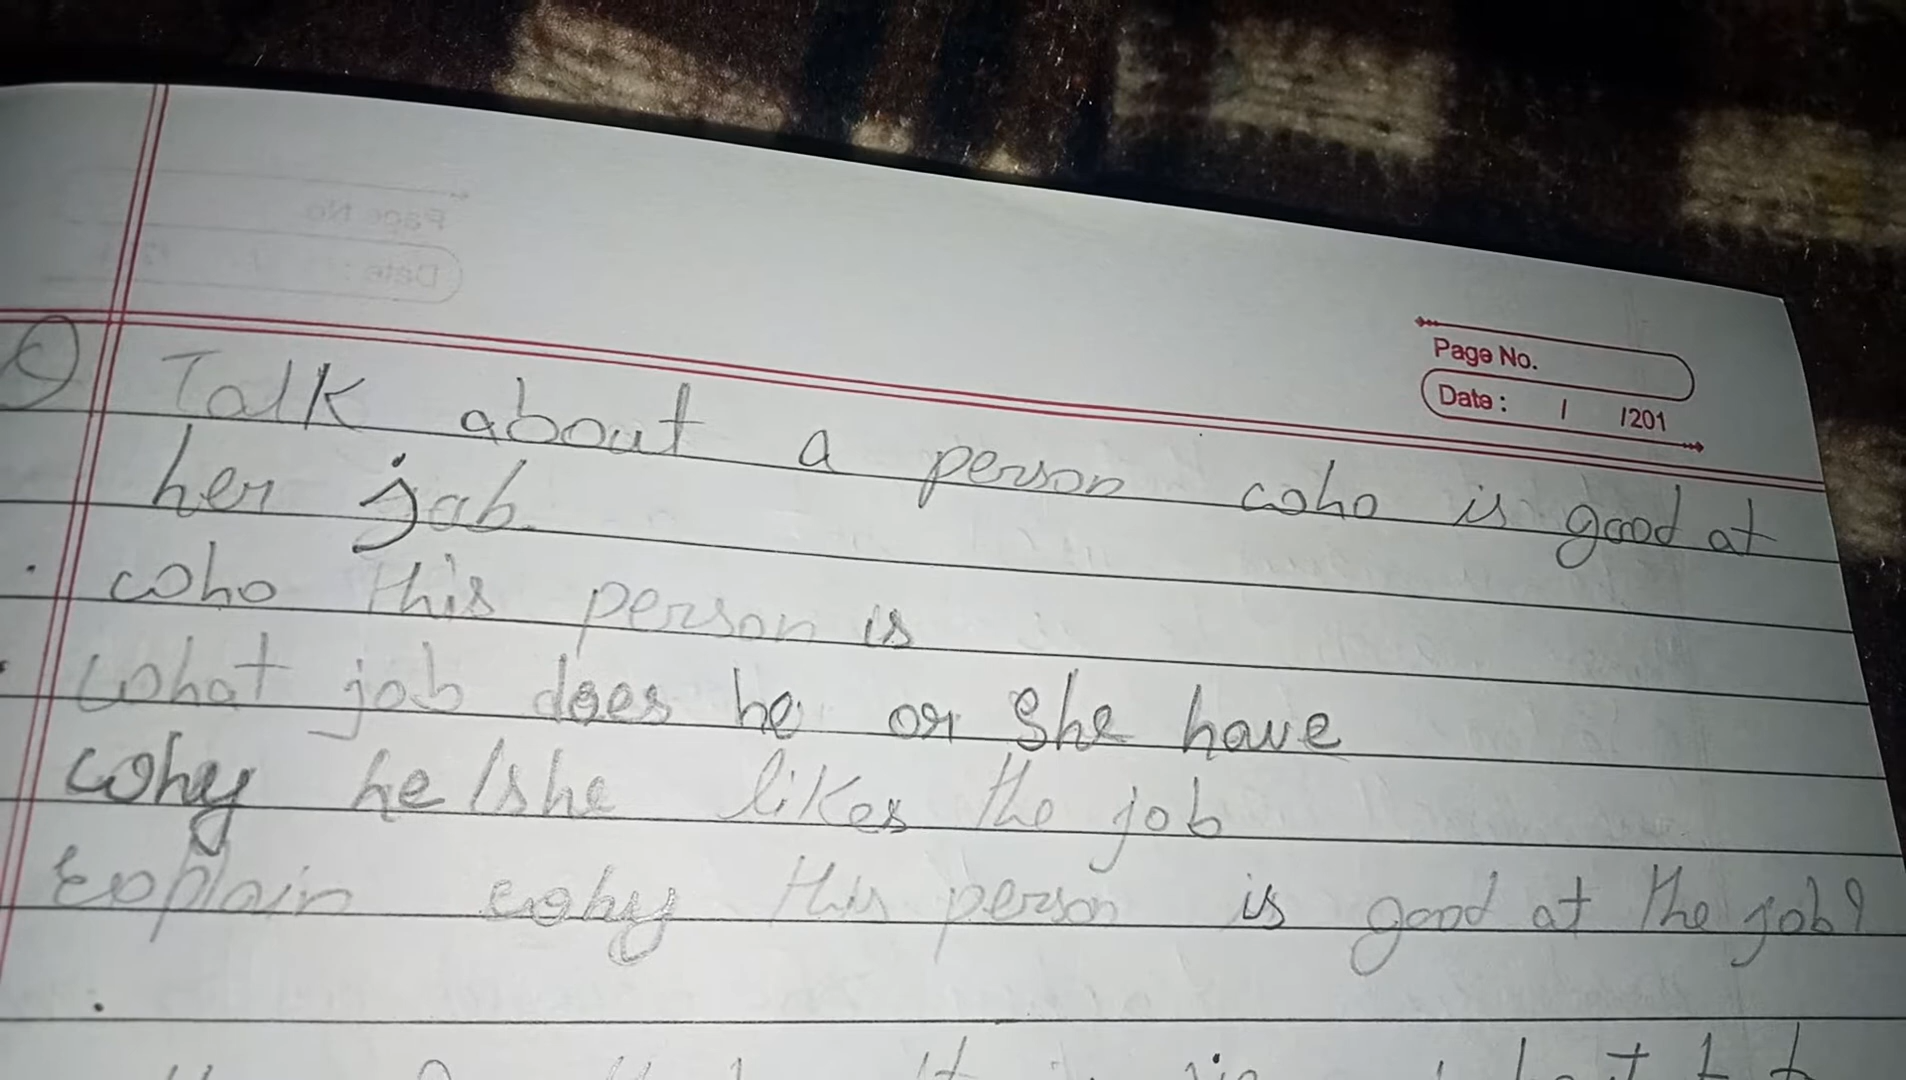 Page No.
Date : / /201
Talk about a person who is good at
her job.
. who this person is
. what job does he or she have
why he/she likes the job
Explain why this person is good at the job?